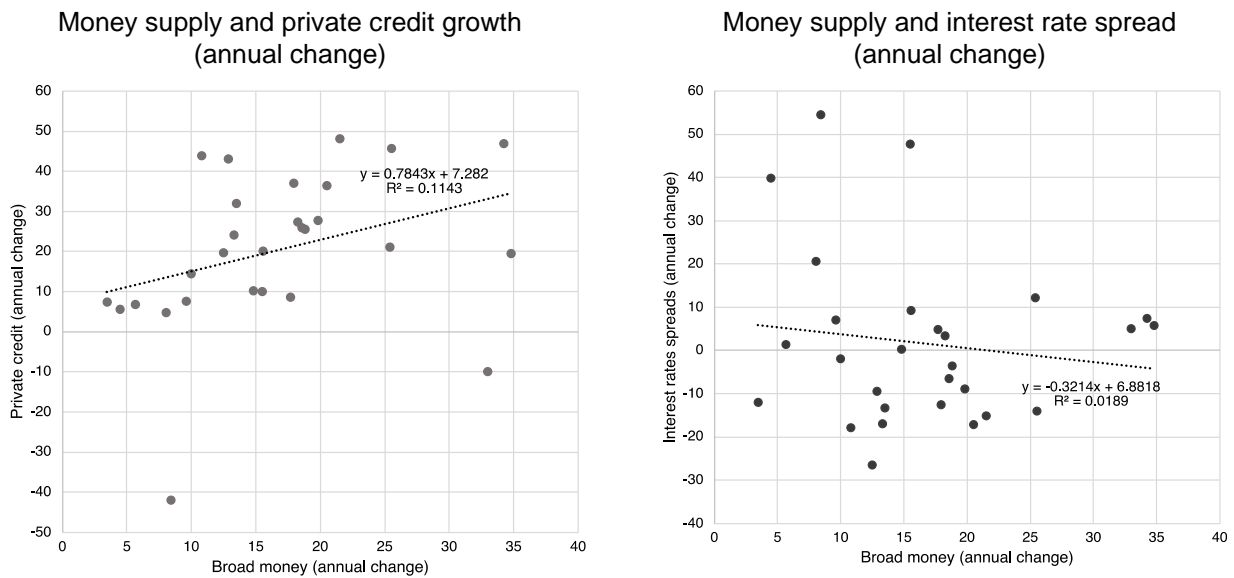 Money supply and private credit growth
(annual change)
60
50
40
30
20
10
0
-10
-20
-30
-40
-50
Private credit (annual change)
y = 0.7843x + 7.282
R² = 0.1143
0 5 10 15 20 25 30 35 40
Broad money (annual change)
Money supply and interest rate spread
(annual change)
60
50
40
30
20
10
0
-10
-20
-30
-40
Interest rates spreads (annual change)
y = -0.3214x + 6.8818
R² = 0.0189
0 5 10 15 20 25 30 35 40
Broad money (annual change)